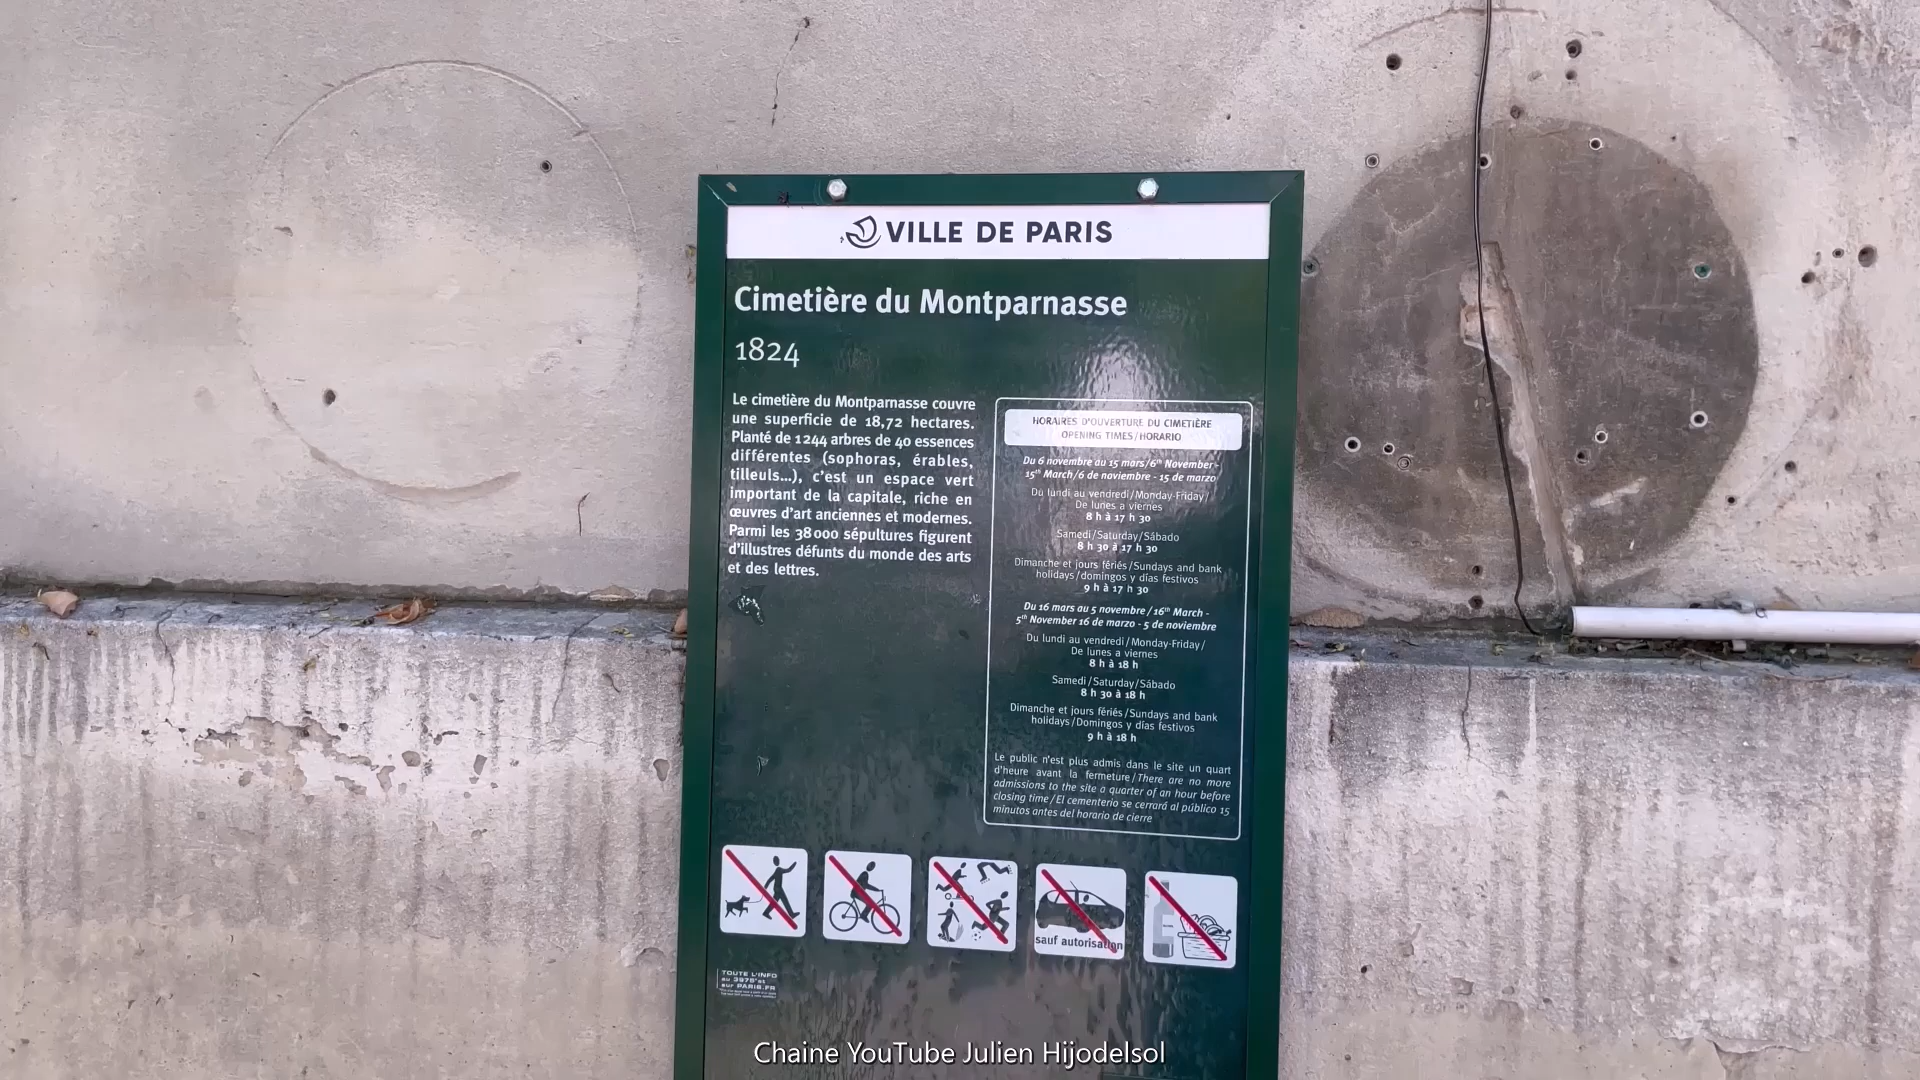 VILLE DE PARIS
Cimetière du Montparnasse
1824
Le cimetière du Montparnasse couvre
une superficie de 18,72 hectares.
Planté de 1244 arbres de 40 essences
différentes (sophoras, érables,
tilleuls...), c'est un espace vert
important de la capitale, riche en
œuvres d'art anciennes et modernes.
Parmi les 38000 sépultures figurent
d'illustres défunts du monde des arts
et des lettres.
HORAIRES D'OUVERTURE DU CIMETIÈRE
OPENING TIMES/HORARIO
Du 6 novembre au 15 mars/6th November -
15th March/6 de noviembre - 15 de marzo
Du lundi au vendredi/Monday-Friday/
De lunes a viernes
8 h à 17 h 30
Samedi/Saturday/Sábado
8 h 30 à 17 h 30
Dimanche et jours fériés/Sundays and bank
holidays/domingos y días festivos
9 h à 17 h 30
Du 16 mars au 5 novembre/16th March -
5th November 16 de marzo - 5 de noviembre
Du lundi au vendredi/Monday-Friday/
De lunes a viernes
8 h à 18 h
Samedi/Saturday/Sábado
8 h 30 à 18 h
Dimanche et jours fériés/Sundays and bank
holidays/Domingos y días festivos
9 h à 18 h
Le public n'est plus admis dans le site un quart
d'heure avant la fermeture/There are no more
admissions to the site a quarter of an hour before
closing time/El cementerio se cerrará al público 15
minutos antes del horario de cierre
sauf autorisation
TOUTE L'INFO
au 3975 et
sur PARIS.FR
Chaine YouTube Julien Hijodelsol